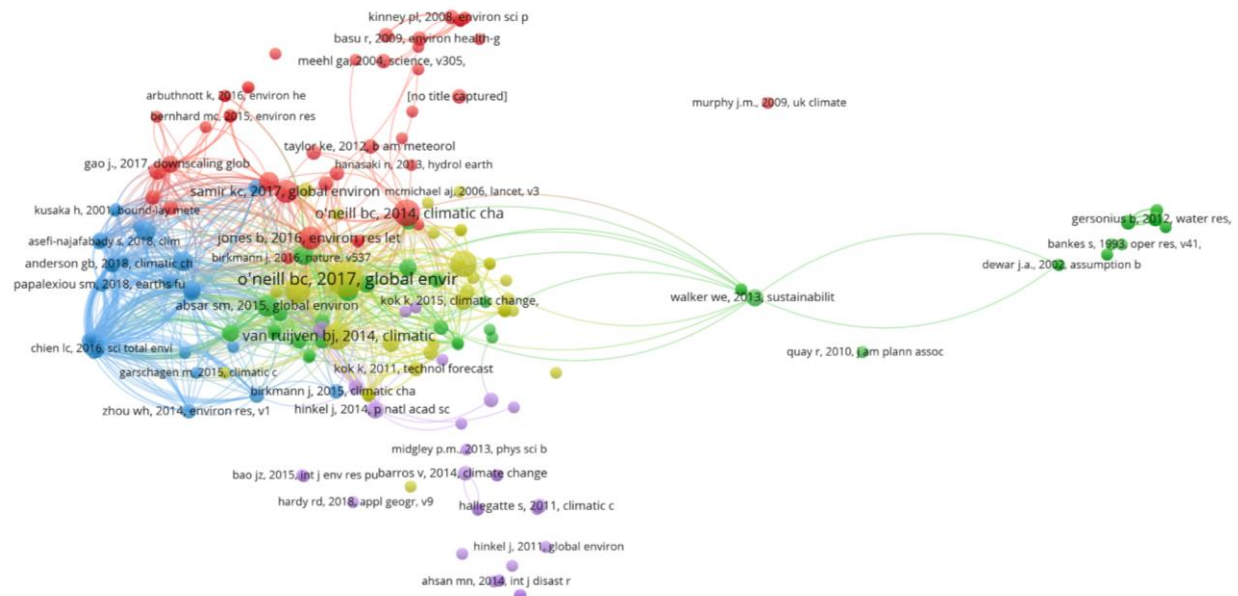 kinney pl, 2008, environ sci p
basu r, 2009, environ health-g
meehl ga, 2004, science, v305,
arbuthnott k, 2016, environ he
[no title captured]
murphy j.m., 2009, uk climate
bernhard mc, 2015, environ res
taylor ke, 2012, b am meteorol
gao j., 2017, downscaling glob
hanasaki n, 2013, hydrol earth
samir kc, 2017, global environ
mcmichael aj, 2006, lancet, v3
kusaka h, 2001, bound-lay mete
o'neill bc, 2014, climatic cha
gersonius b, 2012, water res,
asefi-najafabady s, 2018, clim
jones b, 2016, environ res let
bankes s, 1993, oper res, v41,
birkmann j, 2016, nature, v537
anderson gb, 2018, climatic ch
dewar j.a., 2002, assumption b
o'neill bc, 2017, global envir
papalexiou sm, 2018, earths fu
walker we, 2013, sustainabilit
absar sm, 2015, global environ
kok k, 2015, climatic change,
van ruijven bj, 2014, climatic
chien lc, 2016, sci total envi
quay r, 2010, j am plann assoc
kok k, 2011, technol forecast
garschagen m, 2015, climatic c
birkmann j, 2015, climatic cha
zhou wh, 2014, environ res, v1
hinkel j, 2014, p natl acad sc
midgley p.m., 2013, phys sci b
bao jz, 2015, int j env res pu
barros v, 2014, climate change
hardy rd, 2018, appl geogr, v9
hallegatte s, 2011, climatic c
hinkel j, 2011, global environ
ahsan mn, 2014, int j disast r